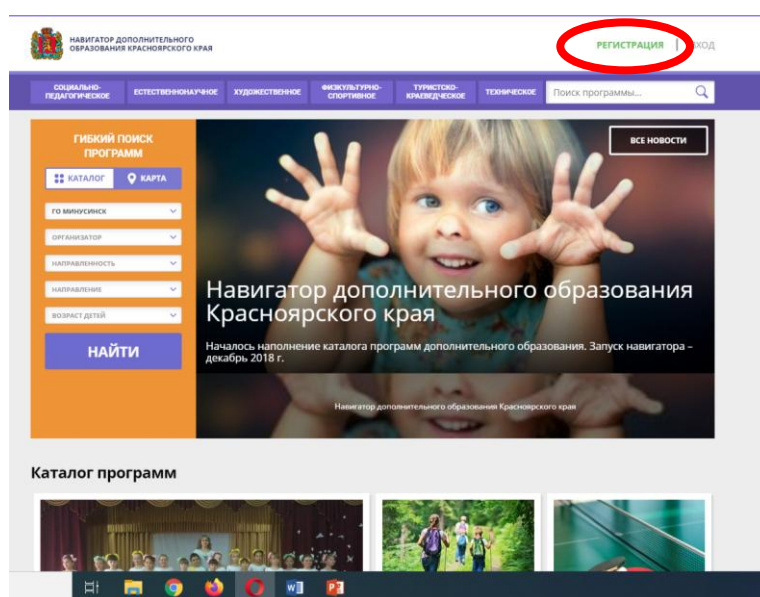 НАВИГАТОР ДОПОЛНИТЕЛЬНОГО
ОБРАЗОВАНИЯ КРАСНОЯРСКОГО КРАЯ
РЕГИСТРАЦИЯ
СОЦИАЛЬНО-
ПЕДАГОГИЧЕСКОЕ
ЕСТЕСТВЕННОНАУЧНОЕ
ХУДОЖЕСТВЕННОЕ
ФИЗКУЛЬТУРНО-
СПОРТИВНОЕ
ТУРИСТСКО-
КРАЕВЕДЧЕСКОЕ
ТЕХНИЧЕСКОЕ
Поиск программы...
ГИБКИЙ ПОИСК
ПРОГРАММ
КАТАЛОГ
КАРТА
ГО МИНУСИНСК
ОРГАНИЗАТОР
НАПРАВЛЕННОСТЬ
НАПРАВЛЕНИЕ
ВОЗРАСТ ДЕТЕЙ
НАЙТИ
ВСЕ НОВОСТИ
Навигатор дополнительного образования
Красноярского края
Началось наполнение каталога программ дополнительного образования. Запуск навигатора –
декабрь 2018 г.
Навигатор дополнительного образования Красноярского края
Каталог программ